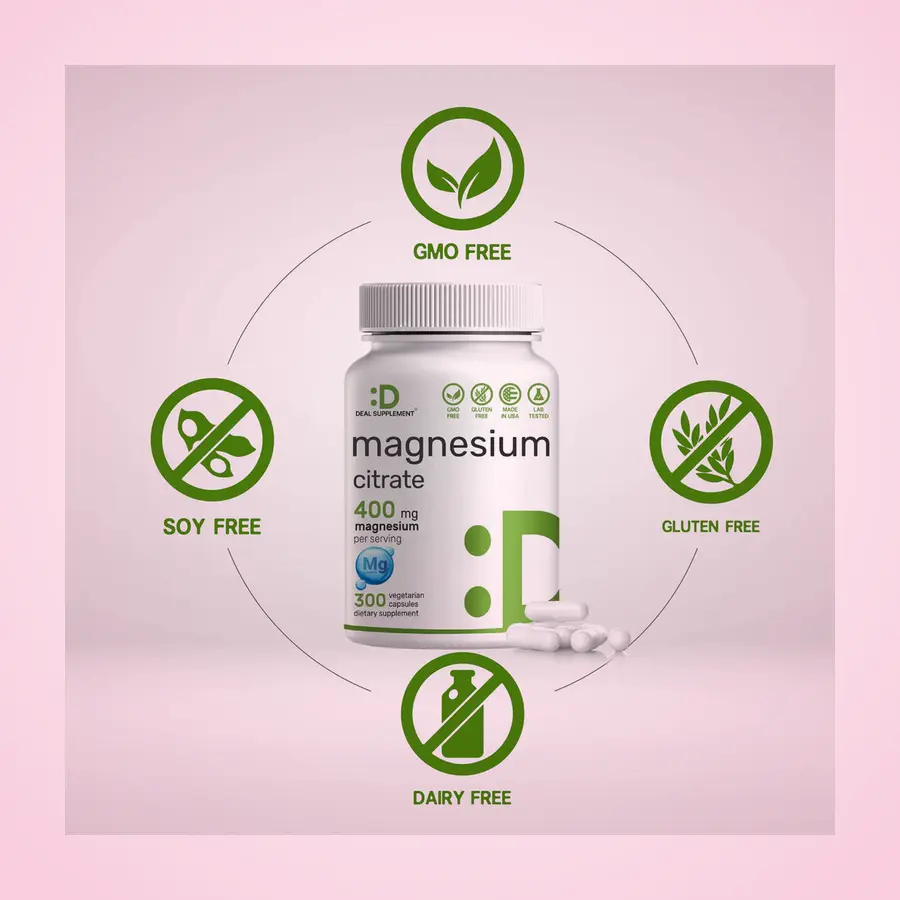 GMO FREE
:D
DEAL SUPPLEMENT
GMO FREE
GLUTEN FREE
MADE IN USA
LAB TESTED
magnesium
citrate
400 mg
magnesium
per serving
Mg
300 vegetarian capsules
dietary supplement
:D
SOY FREE
GLUTEN FREE
DAIRY FREE